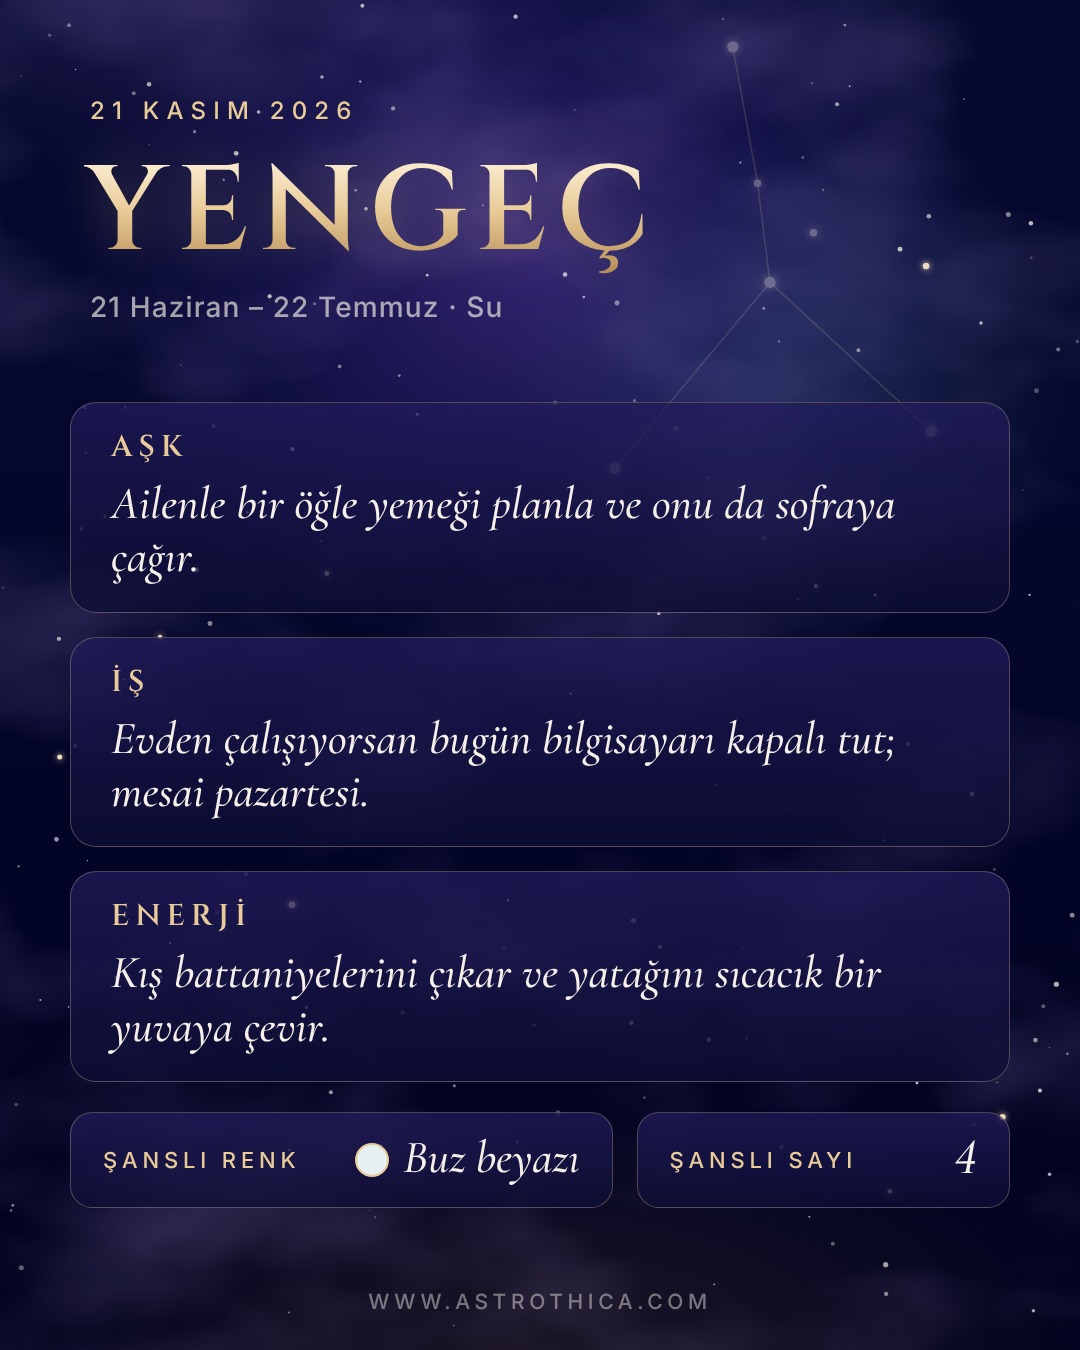 21 KASIM 2026
YENGEÇ
21 Haziran – 22 Temmuz · Su
AŞK
Ailenle bir öğle yemeği planla ve onu da sofraya
çağır.
İŞ
Evden çalışıyorsan bugün bilgisayarı kapalı tut;
mesai pazartesi.
ENERJİ
Kış battaniyelerini çıkar ve yatağını sıcacık bir
yuvaya çevir.
ŞANSLI RENK Buz beyazı
ŞANSLI SAYI 4
WWW.ASTROTHICA.COM